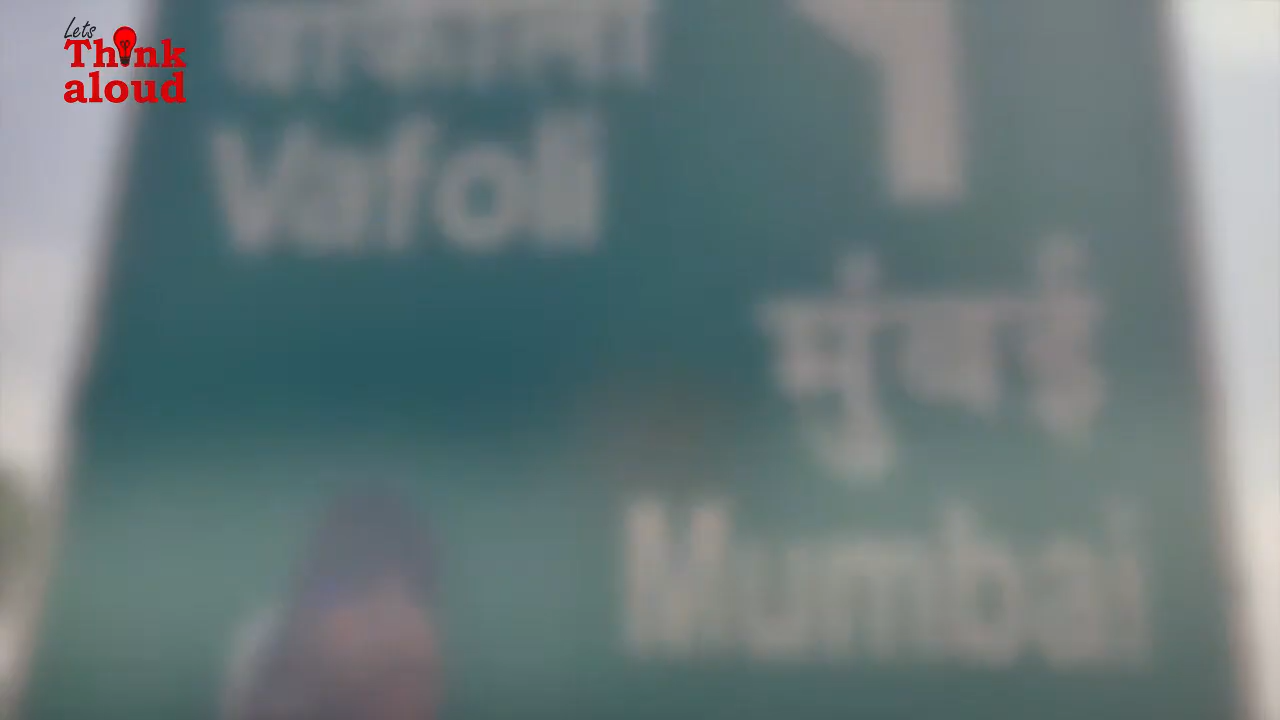 Lets
Think
aloud
Vafoli
मुंबई
Mumbai